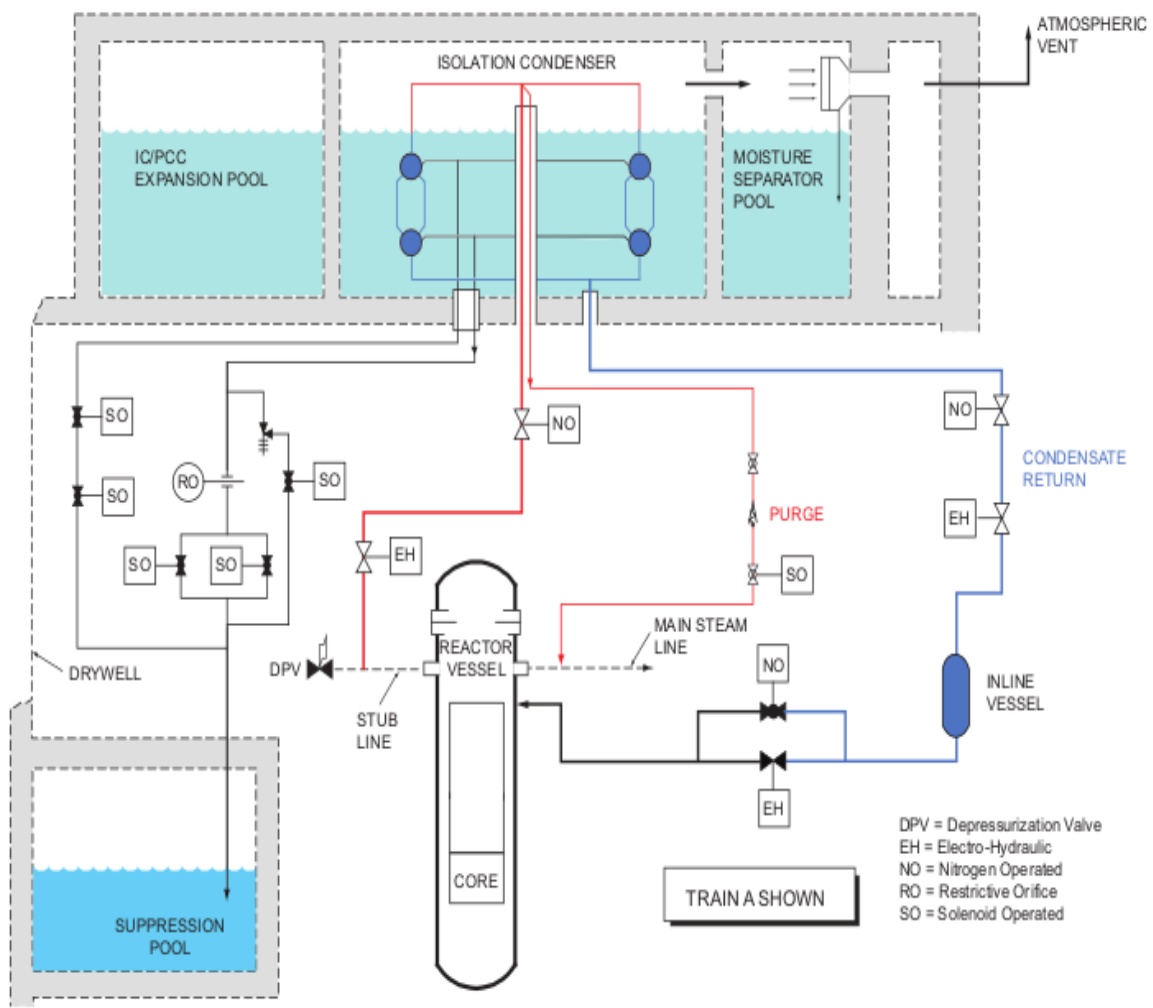 ATMOSPHERIC
VENT
ISOLATION CONDENSER
IC/PCC
EXPANSION POOL
MOISTURE
SEPARATOR
POOL
SO
NO
NO
SO
RO
SO
CONDENSATE
RETURN
PURGE
EH
SO
SO
EH
SO
MAIN STEAM
LINE
REACTOR
VESSEL
DPV
DRYWELL
NO
INLINE
VESSEL
STUB
LINE
EH
DPV = Depressurization Valve
EH = Electro-Hydraulic
NO = Nitrogen Operated
RO = Restrictive Orifice
SO = Solenoid Operated
CORE
TRAIN A SHOWN
SUPPRESSION
POOL